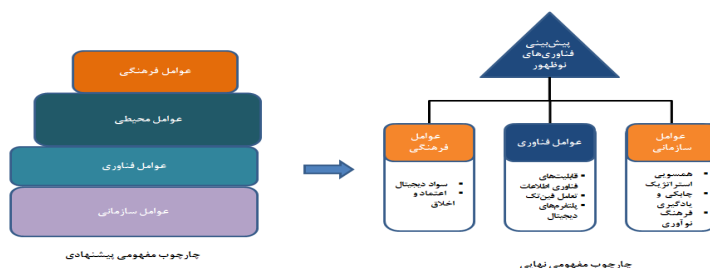 عوامل فرهنگی
عوامل محیطی
عوامل فناوری
عوامل سازمانی
چارچوب مفهومی پیشنهادی
پیش‌بینی
فناوری‌های
نوظهور
عوامل
سازمانی
همسویی
استراتژیک
چابکی و
یادگیری
فرهنگ
نوآوری
عوامل فناوری
قابلیت‌های
فناوری اطلاعات
تعامل فین‌تک
پلتفرم‌های
دیجیتال
عوامل
فرهنگی
سواد دیجیتال
اعتماد و
اخلاق
چارچوب مفهومی نهایی